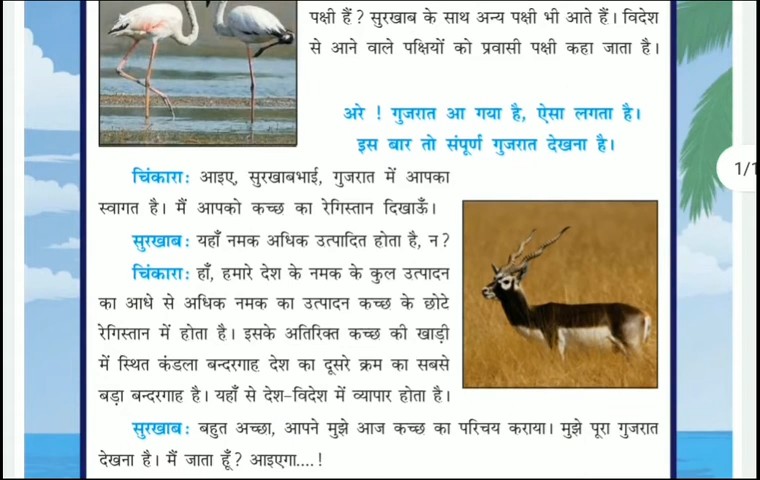 पक्षी हैं? सुरखाब के साथ अन्य पक्षी भी आते हैं। विदेश
से आने वाले पक्षियों को प्रवासी पक्षी कहा जाता है।
अरे ! गुजरात आ गया है, ऐसा लगता है।
इस बार तो संपूर्ण गुजरात देखना है।
चिंकाराः आइए, सुरखाबभाई, गुजरात में आपका
स्वागत है। मैं आपको कच्छ का रेगिस्तान दिखाऊँ।
सुरखाबः यहाँ नमक अधिक उत्पादित होता है, न?
चिंकाराः हाँ, हमारे देश के नमक के कुल उत्पादन
का आधे से अधिक नमक का उत्पादन कच्छ के छोटे
रेगिस्तान में होता है। इसके अतिरिक्त कच्छ की खाड़ी
में स्थित कंडला बन्दरगाह देश का दूसरे क्रम का सबसे
बड़ा बन्दरगाह है। यहाँ से देश-विदेश में व्यापार होता है।
सुरखाबः बहुत अच्छा, आपने मुझे आज कच्छ का परिचय कराया। मुझे पूरा गुजरात
देखना है। मैं जाता हूँ? आइएगा....!
1/1